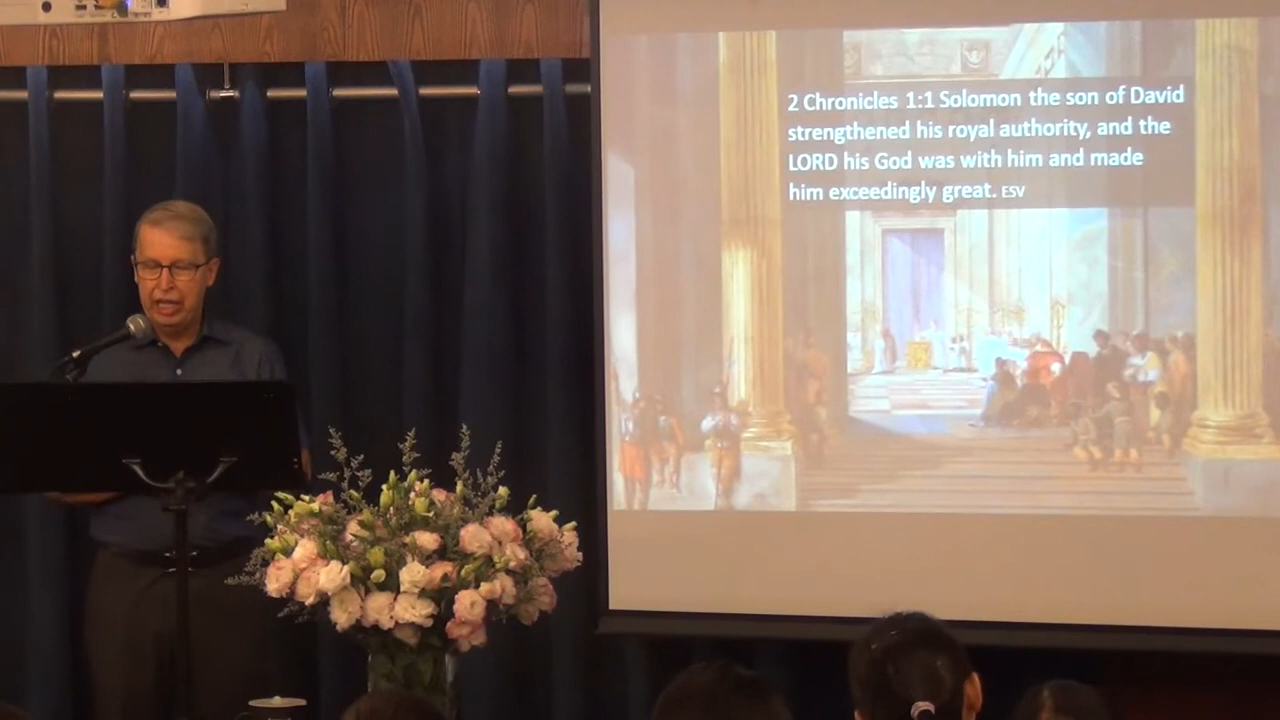 2 Chronicles 1:1 Solomon the son of David
strengthened his royal authority, and the
LORD his God was with him and made
him exceedingly great. ESV